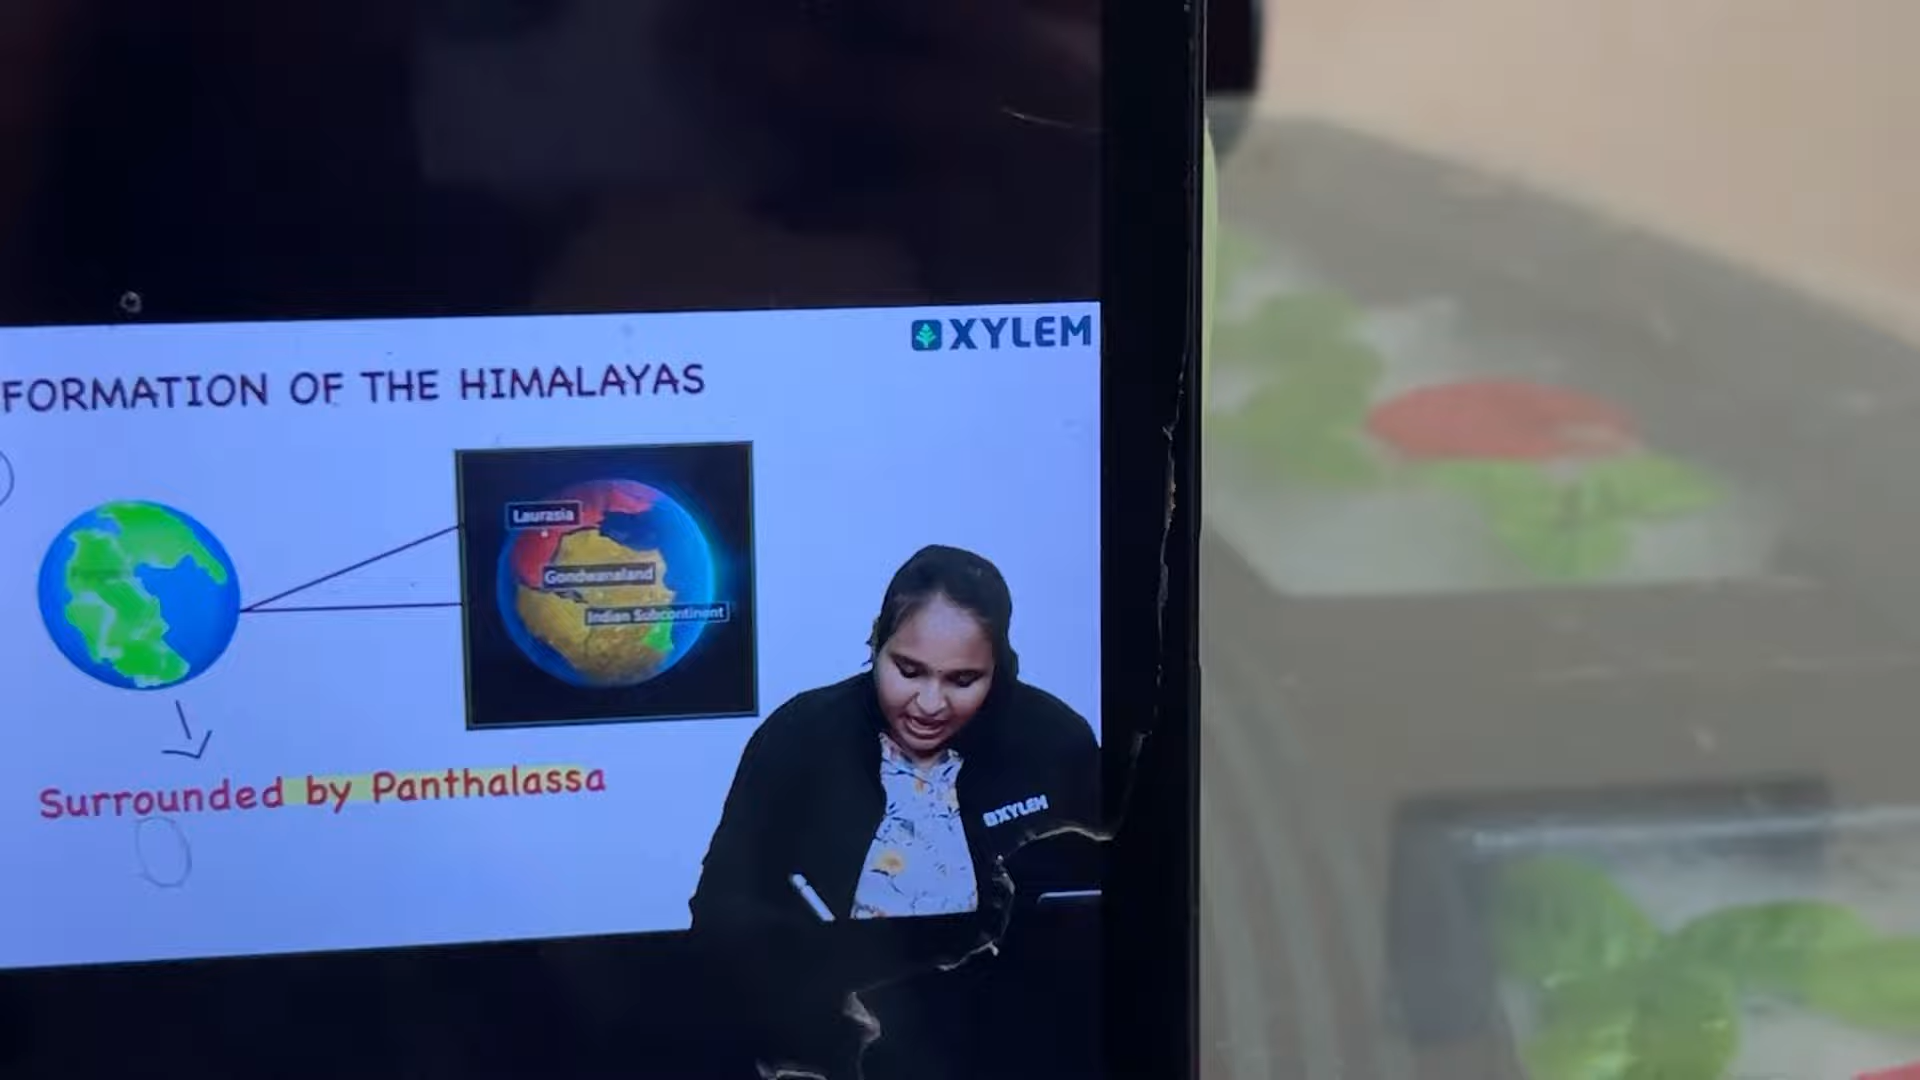 XYLEM
FORMATION OF THE HIMALAYAS
Laurasia
Gondwanaland
Indian Subcontinent
Surrounded by Panthalassa
XYLEM